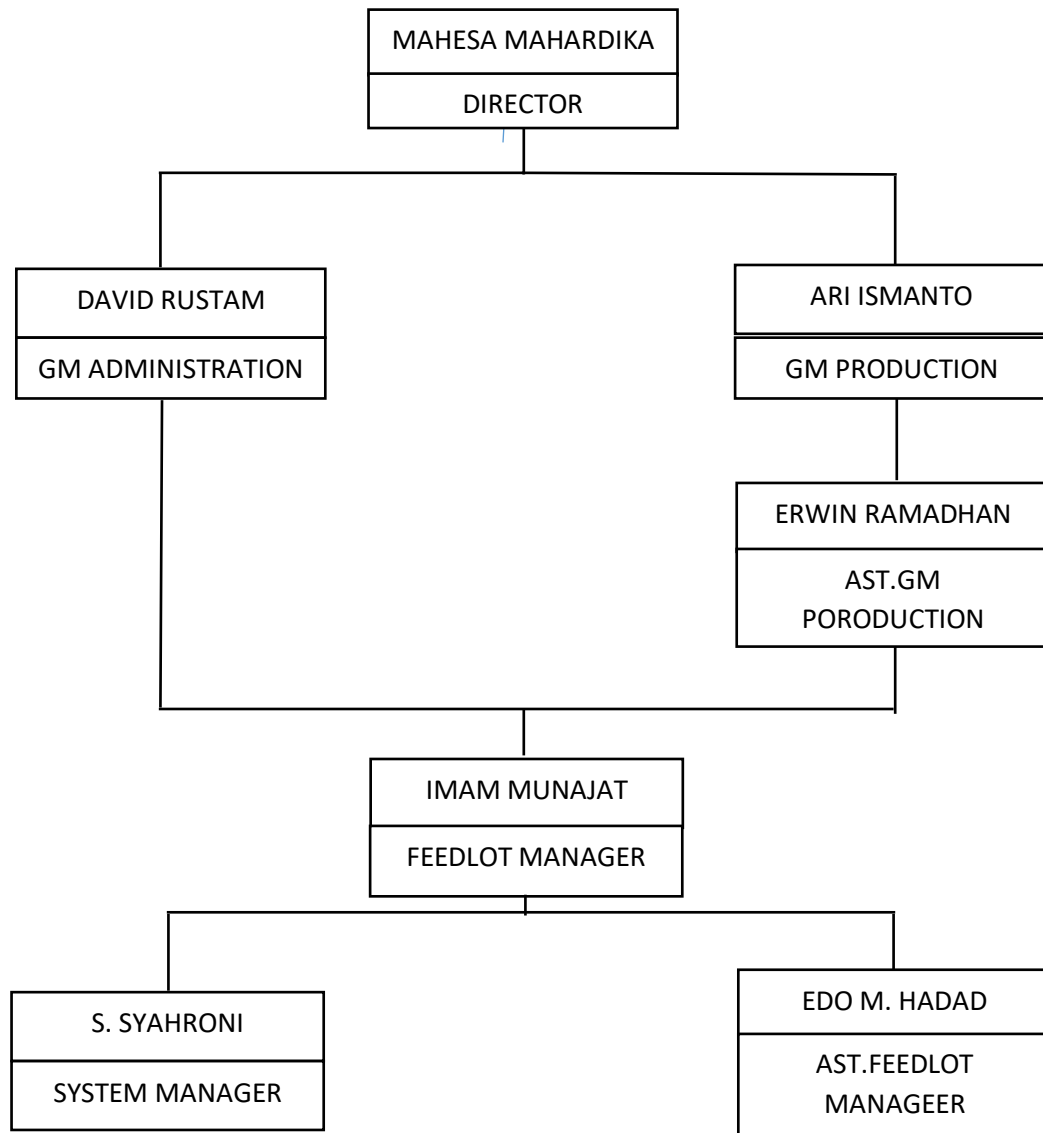 MAHESA MAHARDIKA
DIRECTOR
DAVID RUSTAM
GM ADMINISTRATION
ARI ISMANTO
GM PRODUCTION
ERWIN RAMADHAN
AST.GM
PORODUCTION
IMAM MUNAJAT
FEEDLOT MANAGER
S. SYAHRONI
SYSTEM MANAGER
EDO M. HADAD
AST.FEEDLOT
MANAGEER